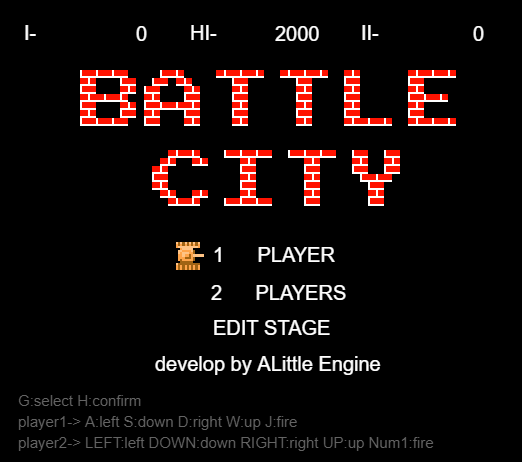 I- 0 HI- 2000 II- 0
BATTLE
CITY
1 PLAYER
2 PLAYERS
EDIT STAGE
develop by ALittle Engine
G:select H:confirm
player1-> A:left S:down D:right W:up J:fire
player2-> LEFT:left DOWN:down RIGHT:right UP:up Num1:fire